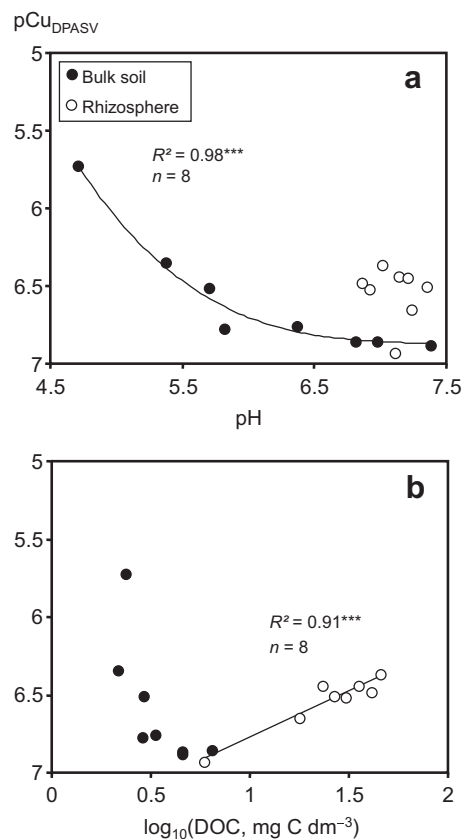 pCu_DPASV
5
5.5
6
6.5
7
Bulk soil
Rhizosphere
a
R² = 0.98***
n = 8
4.5 5.5 6.5 7.5
pH
5
5.5
6
6.5
7
b
R² = 0.91***
n = 8
0 0.5 1 1.5 2
log₁₀(DOC, mg C dm⁻³)